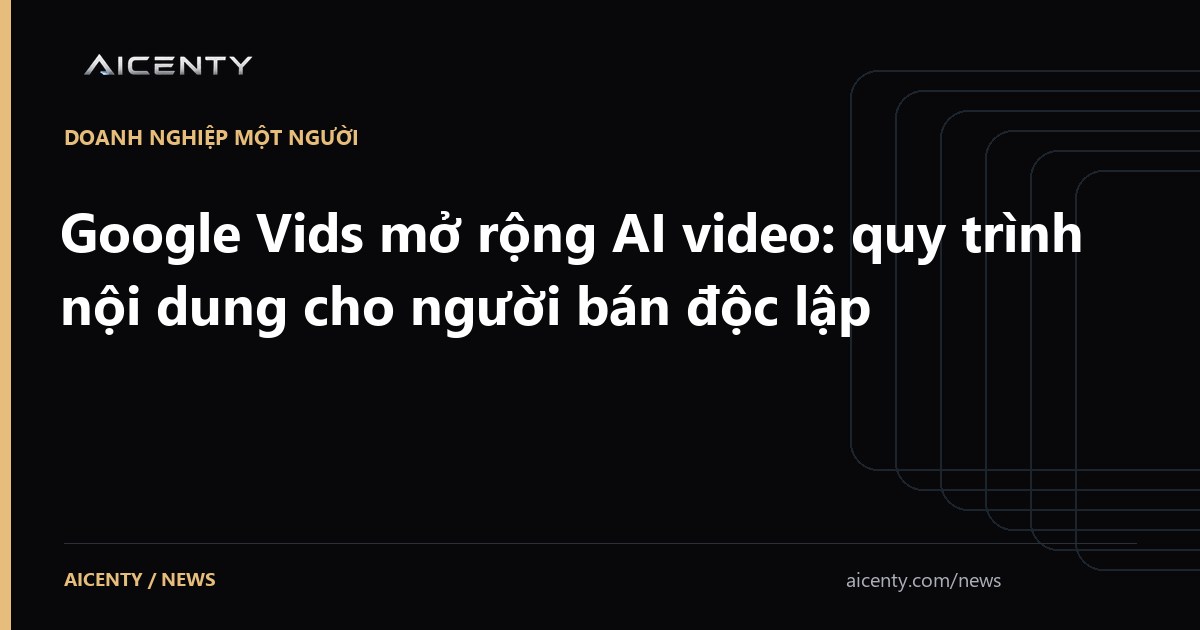 AICENTY
DOANH NGHIỆP MỘT NGƯỜI
Google Vids mở rộng AI video: quy trình
nội dung cho người bán độc lập
AICENTY / NEWS
aicenty.com/news